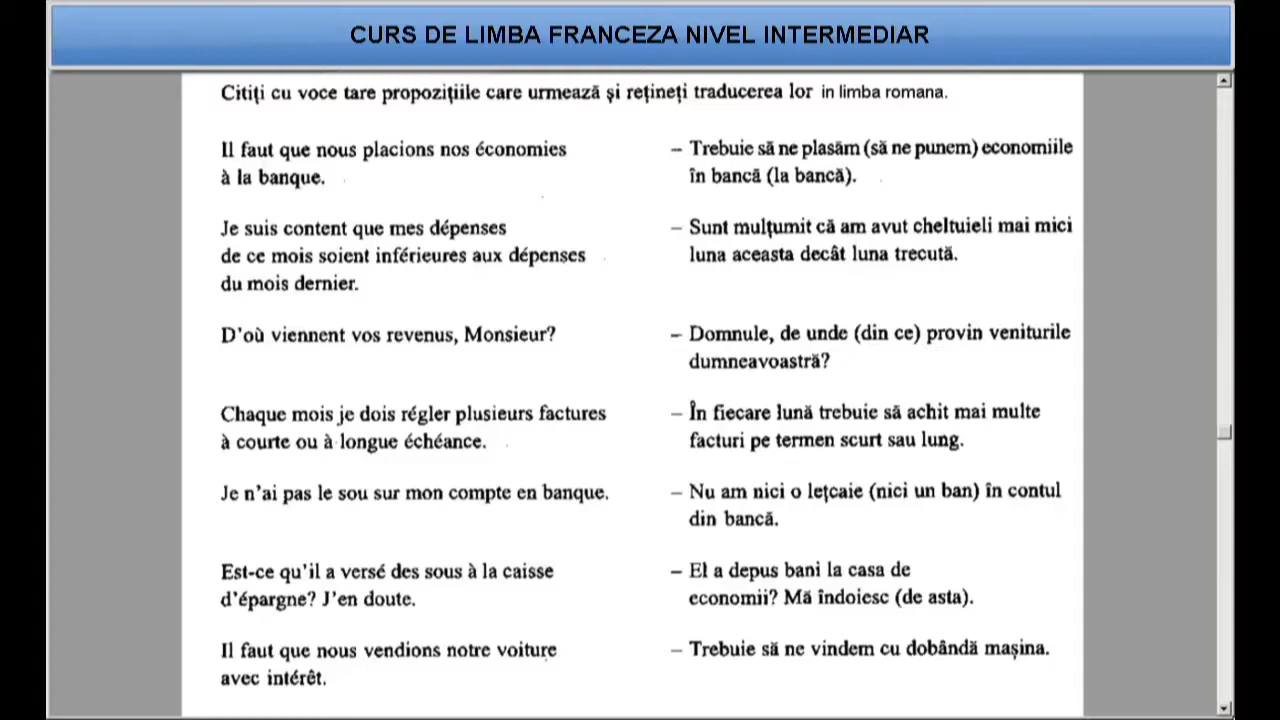 CURS DE LIMBA FRANCEZA NIVEL INTERMEDIAR
Citiți cu voce tare propozițiile care urmează și rețineți traducerea lor in limba romana.
Il faut que nous placions nos économies
à la banque.
– Trebuie să ne plasăm (să ne punem) economiile
în bancă (la bancă).
Je suis content que mes dépenses
de ce mois soient inférieures aux dépenses
du mois dernier.
– Sunt mulțumit că am avut cheltuieli mai mici
luna aceasta decât luna trecută.
D'où viennent vos revenus, Monsieur?
– Domnule, de unde (din ce) provin veniturile
dumneavoastră?
Chaque mois je dois régler plusieurs factures
à courte ou à longue échéance.
– În fiecare lună trebuie să achit mai multe
facturi pe termen scurt sau lung.
Je n'ai pas le sou sur mon compte en banque.
– Nu am nici o lețcaie (nici un ban) în contul
din bancă.
Est-ce qu'il a versé des sous à la caisse
d'épargne? J'en doute.
– El a depus bani la casa de
economii? Mă îndoiesc (de asta).
Il faut que nous vendions notre voiture
avec intérêt.
– Trebuie să ne vindem cu dobândă mașina.